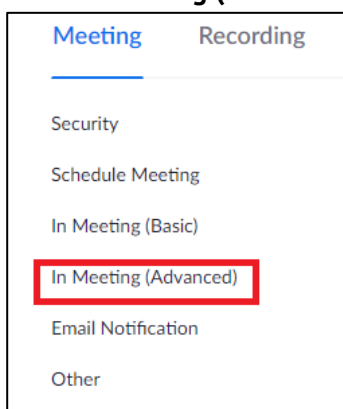 Meeting Recording
Security
Schedule Meeting
In Meeting (Basic)
In Meeting (Advanced)
Email Notification
Other